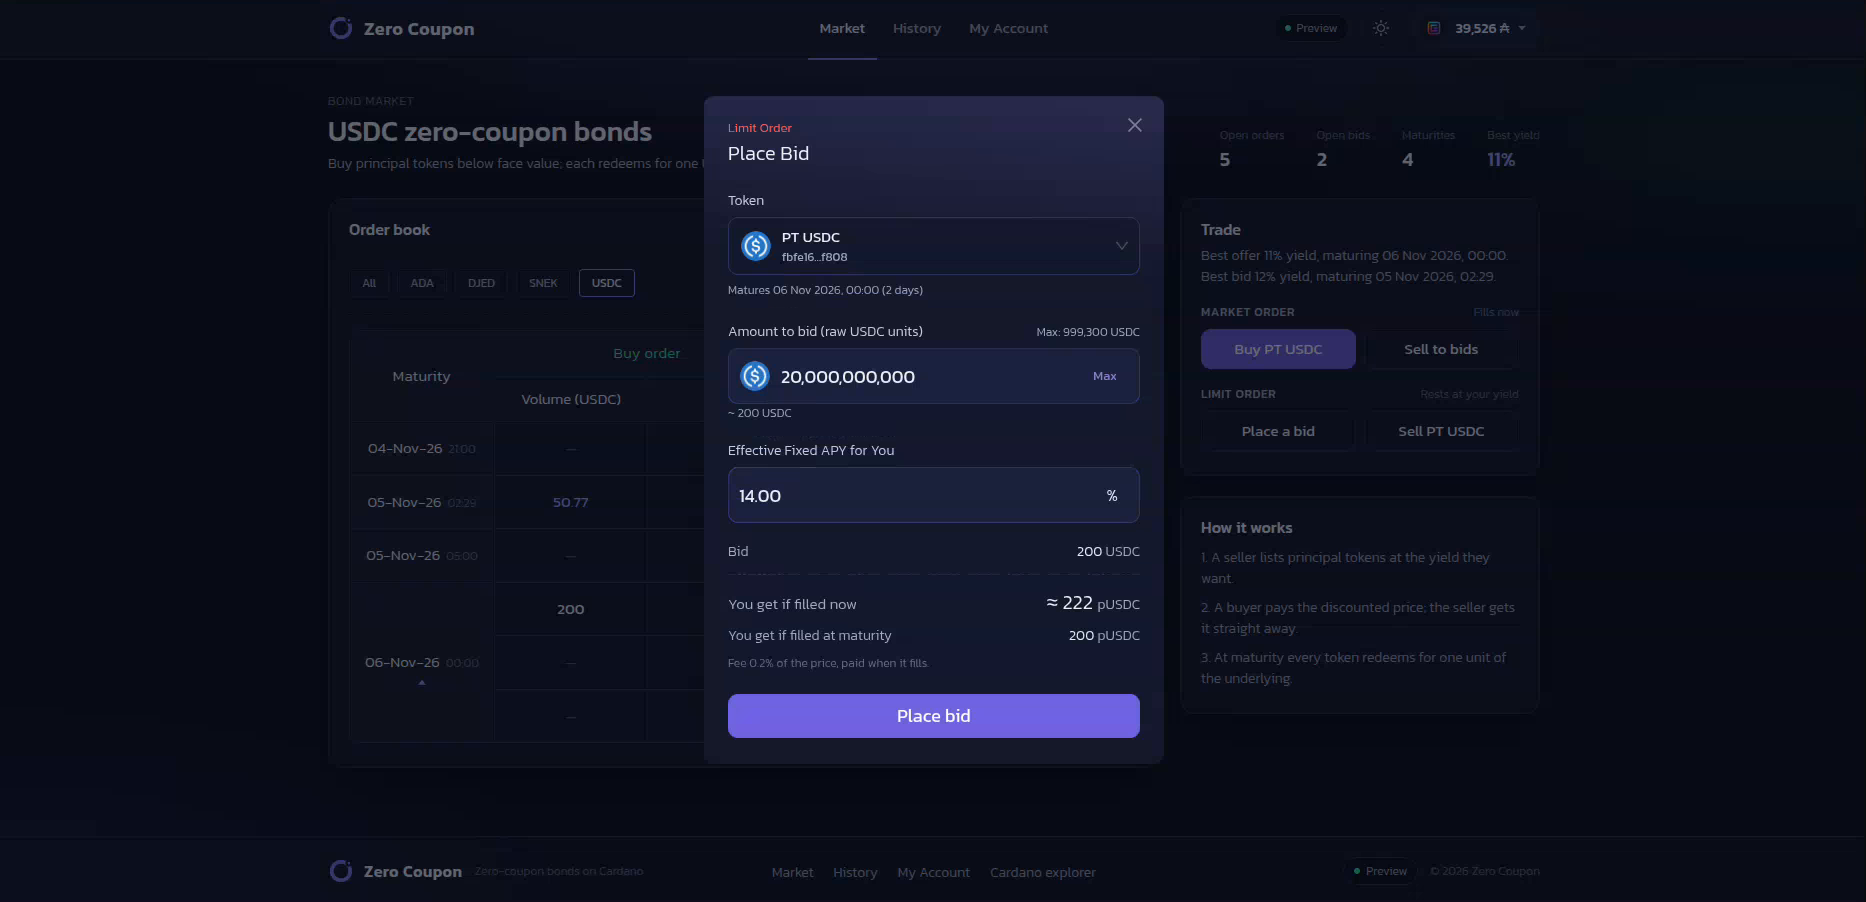 Zero Coupon
Market
History
My Account
Preview
39,526 ₳
BOND MARKET
USDC zero-coupon bonds
Buy principal tokens below face value; each redeems for one
Open orders
5
Open bids
2
Maturities
4
Best yield
11%
Order book
All
ADA
DJED
SNEK
USDC
Maturity
Buy order
Volume (USDC)
04-Nov-26 21:00
—
05-Nov-26 02:29
50.77
05-Nov-26 05:00
—
200
06-Nov-26 00:00
—
—
Limit Order
Place Bid
Token
PT USDC
fbfe16...f808
Matures 06 Nov 2026, 00:00 (2 days)
Amount to bid (raw USDC units)
Max: 999,300 USDC
20,000,000,000
Max
~ 200 USDC
Effective Fixed APY for You
14.00
%
Bid
200 USDC
You get if filled now
≈ 222 pUSDC
You get if filled at maturity
200 pUSDC
Fee 0.2% of the price, paid when it fills.
Place bid
Trade
Best offer 11% yield, maturing 06 Nov 2026, 00:00.
Best bid 12% yield, maturing 05 Nov 2026, 02:29.
MARKET ORDER
Fills now
Buy PT USDC
Sell to bids
LIMIT ORDER
Rests at your yield
Place a bid
Sell PT USDC
How it works
1. A seller lists principal tokens at the yield they
want.
2. A buyer pays the discounted price; the seller gets
it straight away.
3. At maturity every token redeems for one unit of
the underlying.
Zero Coupon
Zero-coupon bonds on Cardano
Market
History
My Account
Cardano explorer
Preview
© 2026 Zero Coupon